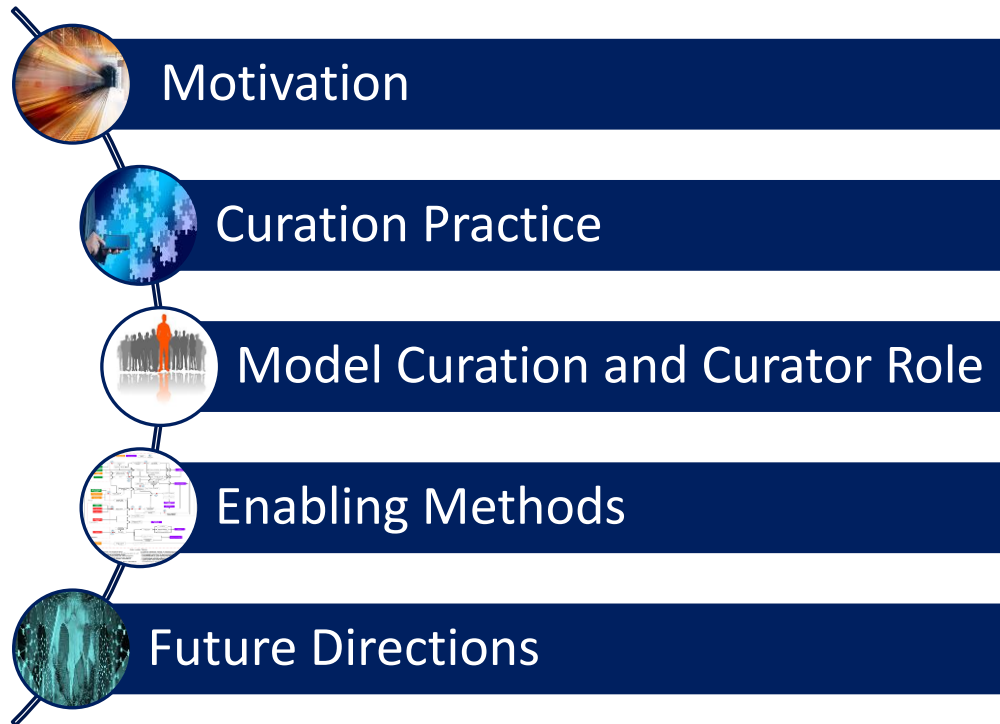 Motivation
Curation Practice
Model Curation and Curator Role
Enabling Methods
Future Directions